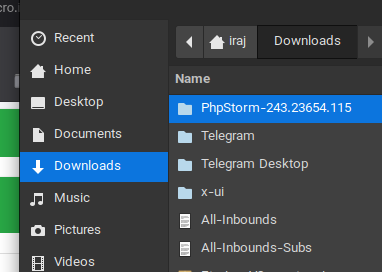 cro.i
Recent
Home
Desktop
Documents
Downloads
Music
Pictures
Videos
iraj
Downloads
Name
PhpStorm-243.23654.115
Telegram
Telegram Desktop
x-ui
All-Inbounds
All-Inbounds-Subs